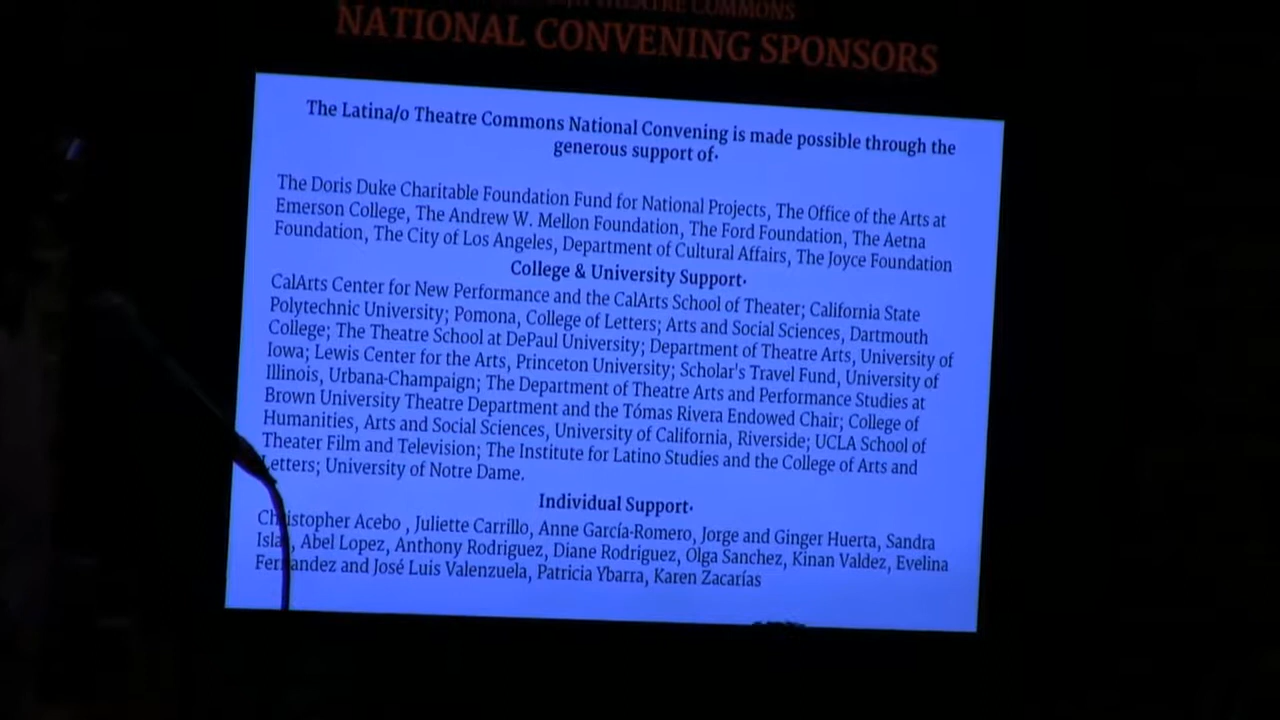 THEATRE COMMONS
NATIONAL CONVENING SPONSORS
The Latina/o Theatre Commons National Convening is made possible through the
generous support of:
The Doris Duke Charitable Foundation Fund for National Projects, The Office of the Arts at
Emerson College, The Andrew W. Mellon Foundation, The Ford Foundation, The Aetna
Foundation, The City of Los Angeles, Department of Cultural Affairs, The Joyce Foundation
College & University Support:
CalArts Center for New Performance and the CalArts School of Theater; California State
Polytechnic University; Pomona, College of Letters; Arts and Social Sciences, Dartmouth
College; The Theatre School at DePaul University; Department of Theatre Arts, University of
Iowa; Lewis Center for the Arts, Princeton University; Scholar's Travel Fund, University of
Illinois, Urbana-Champaign; The Department of Theatre Arts and Performance Studies at
Brown University Theatre Department and the Tómas Rivera Endowed Chair; College of
Humanities, Arts and Social Sciences, University of California, Riverside; UCLA School of
Theater Film and Television; The Institute for Latino Studies and the College of Arts and
Letters; University of Notre Dame.
Individual Support:
Christopher Acebo , Juliette Carrillo, Anne García-Romero, Jorge and Ginger Huerta, Sandra
Islas, Abel Lopez, Anthony Rodriguez, Diane Rodriguez, Olga Sanchez, Kinan Valdez, Evelina
Fernandez and José Luis Valenzuela, Patricia Ybarra, Karen Zacarías